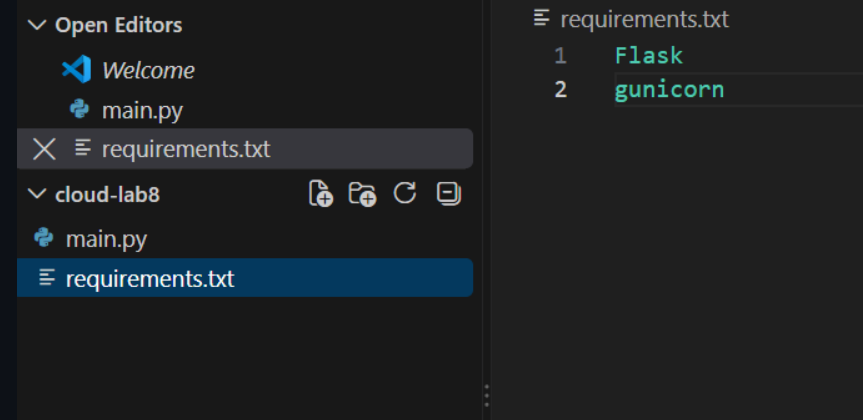 Open Editors
Welcome
main.py
requirements.txt
cloud-lab8
main.py
requirements.txt
requirements.txt
1 Flask
2 gunicorn